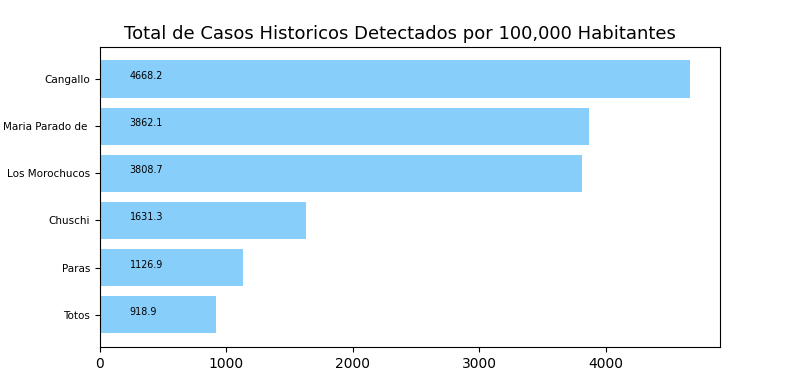 Total de Casos Historicos Detectados por 100,000 Habitantes
Cangallo 4668.2
Maria Parado de 3862.1
Los Morochucos 3808.7
Chuschi 1631.3
Paras 1126.9
Totos 918.9
0 1000 2000 3000 4000